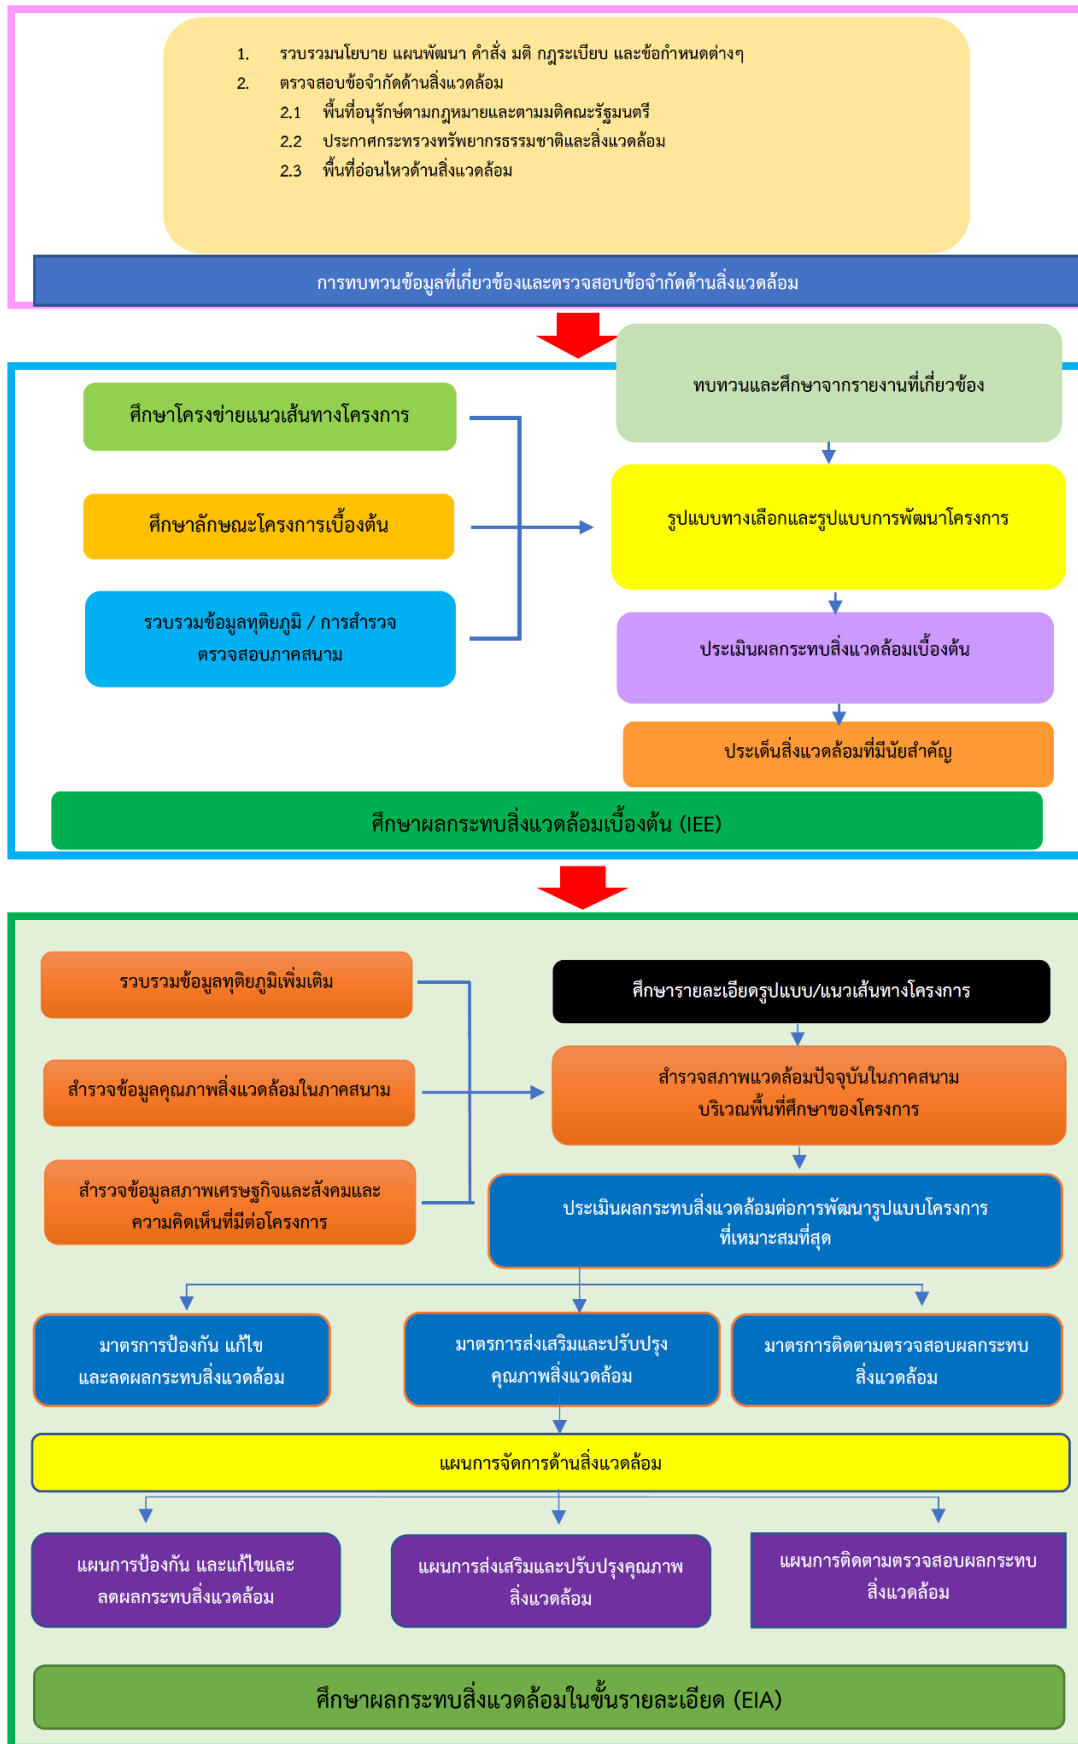 1. รวบรวมนโยบาย แผนพัฒนา คำสั่ง มติ กฎระเบียบ และข้อกำหนดต่างๆ
2. ตรวจสอบข้อจำกัดด้านสิ่งแวดล้อม
2.1 พื้นที่อนุรักษ์ตามกฎหมายและตามมติคณะรัฐมนตรี
2.2 ประกาศกระทรวงทรัพยากรธรรมชาติและสิ่งแวดล้อม
2.3 พื้นที่อ่อนไหวด้านสิ่งแวดล้อม
การทบทวนข้อมูลที่เกี่ยวข้องและตรวจสอบข้อจำกัดด้านสิ่งแวดล้อม
ทบทวนและศึกษาจากรายงานที่เกี่ยวข้อง
ศึกษาโครงข่ายแนวเส้นทางโครงการ
ศึกษาลักษณะโครงการเบื้องต้น
รูปแบบทางเลือกและรูปแบบการพัฒนาโครงการ
รวบรวมข้อมูลทุติยภูมิ / การสำรวจ
ตรวจสอบภาคสนาม
ประเมินผลกระทบสิ่งแวดล้อมเบื้องต้น
ประเด็นสิ่งแวดล้อมที่มีนัยสำคัญ
ศึกษาผลกระทบสิ่งแวดล้อมเบื้องต้น (IEE)
รวบรวมข้อมูลทุติยภูมิเพิ่มเติม
ศึกษารายละเอียดรูปแบบ/แนวเส้นทางโครงการ
สำรวจข้อมูลคุณภาพสิ่งแวดล้อมในภาคสนาม
สำรวจสภาพแวดล้อมปัจจุบันในภาคสนาม
บริเวณพื้นที่ศึกษาของโครงการ
สำรวจข้อมูลสภาพเศรษฐกิจและสังคมและ
ความคิดเห็นที่มีต่อโครงการ
ประเมินผลกระทบสิ่งแวดล้อมต่อการพัฒนารูปแบบโครงการ
ที่เหมาะสมที่สุด
มาตรการป้องกัน แก้ไข
และลดผลกระทบสิ่งแวดล้อม
มาตรการส่งเสริมและปรับปรุง
คุณภาพสิ่งแวดล้อม
มาตรการติดตามตรวจสอบผลกระทบ
สิ่งแวดล้อม
แผนการจัดการด้านสิ่งแวดล้อม
แผนการป้องกัน และแก้ไขและ
ลดผลกระทบสิ่งแวดล้อม
แผนการส่งเสริมและปรับปรุงคุณภาพ
สิ่งแวดล้อม
แผนการติดตามตรวจสอบผลกระทบ
สิ่งแวดล้อม
ศึกษาผลกระทบสิ่งแวดล้อมในขั้นรายละเอียด (EIA)